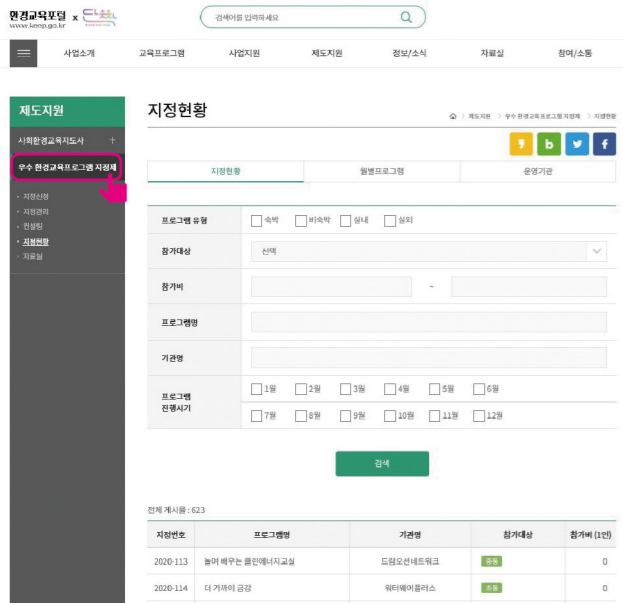 환경교육포털 x
www.keep.go.kr
검색어를 입력하세요
사업소개 교육프로그램 사업지원 제도지원 정보/소식 자료실 참여/소통
제도지원
사회환경교육지도사 +
우수 환경교육프로그램 지정제
· 지정신청
· 지정관리
· 컨설팅
· 지정현황
· 자료실
지정현황
> 제도지원 > 우수 환경교육프로그램 지정제 > 지정현황
b f
지정현황 월별프로그램 운영기관
프로그램 유형 숙박 비숙박 실내 실외
참가대상 선택
참가비 ~
프로그램명
기관명
프로그램
진행시기
1월 2월 3월 4월 5월 6월
7월 8월 9월 10월 11월 12월
검색
전체 게시물 : 623
지정번호 프로그램명 기관명 참가대상 참가비 (1인)
2020-113 놀며 배우는 클린에너지교실 드림오션네트워크 중등 0
2020-114 더 가까이 금강 워터웨이플러스 초등 0